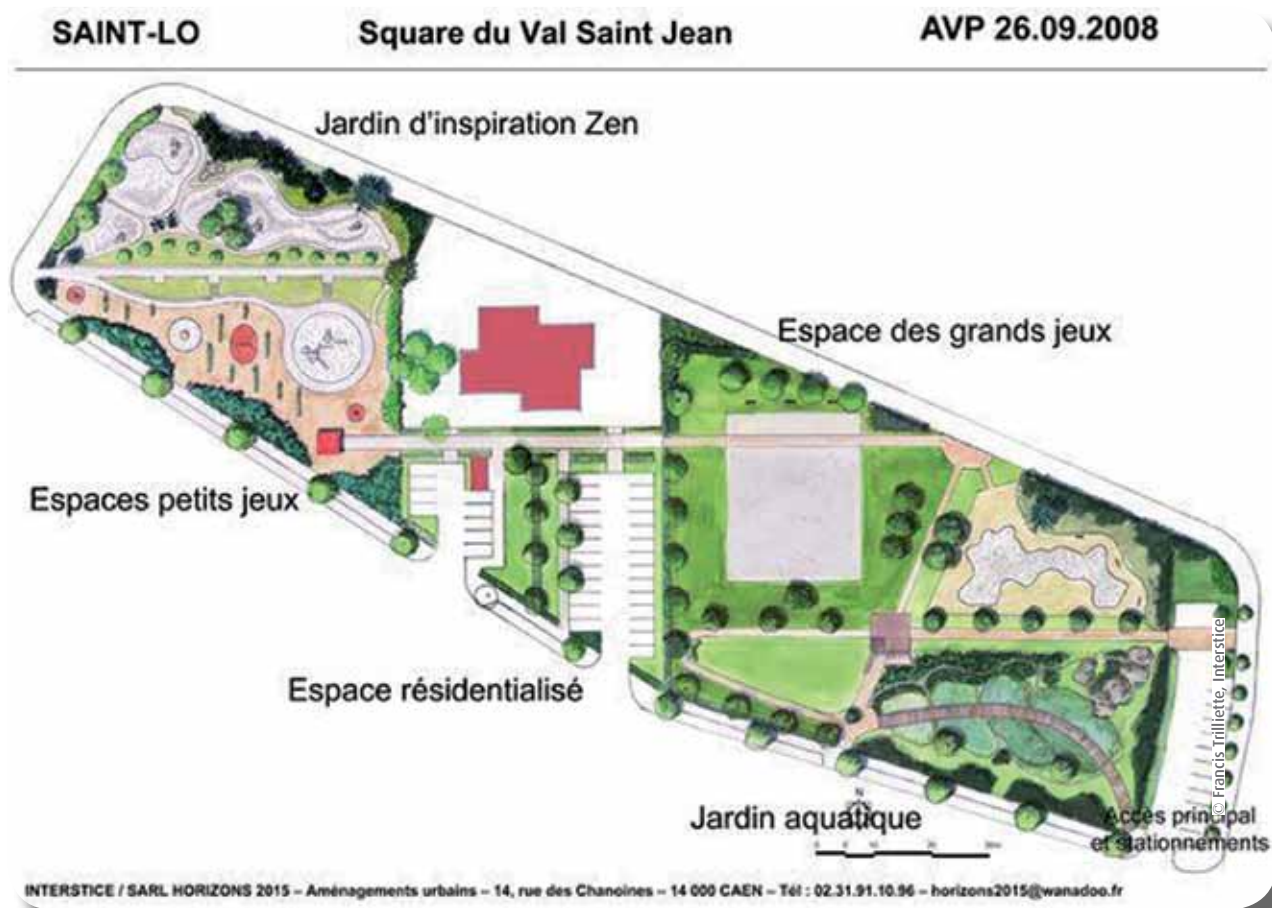 SAINT-LO
Square du Val Saint Jean
AVP 26.09.2008
Jardin d'inspiration Zen
Espace des grands jeux
Espaces petits jeux
Espace résidentialisé
Jardin aquatique
N
Accès principal
et stationnements
© Francis Trilliette, Interstice
INTERSTICE / SARL HORIZONS 2015 – Aménagements urbains – 14, rue des Chanoines – 14 000 CAEN – Tél : 02.31.91.10.96 – horizons2015@wanadoo.fr